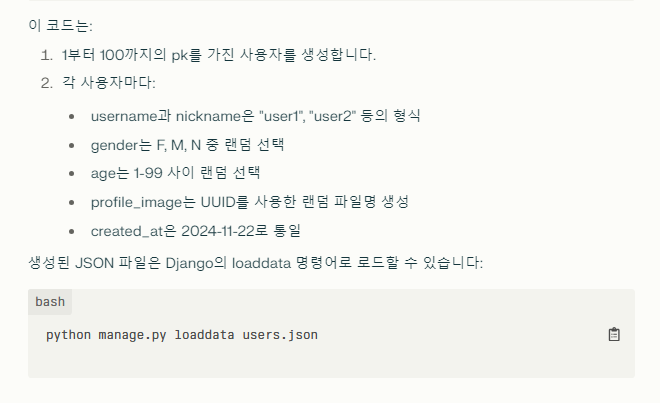 이 코드는:
1. 1부터 100까지의 pk를 가진 사용자를 생성합니다.
2. 각 사용자마다:
• username과 nickname은 "user1", "user2" 등의 형식
• gender는 F, M, N 중 랜덤 선택
• age는 1-99 사이 랜덤 선택
• profile_image는 UUID를 사용한 랜덤 파일명 생성
• created_at은 2024-11-22로 통일
생성된 JSON 파일은 Django의 loaddata 명령어로 로드할 수 있습니다:
bash
python manage.py loaddata users.json